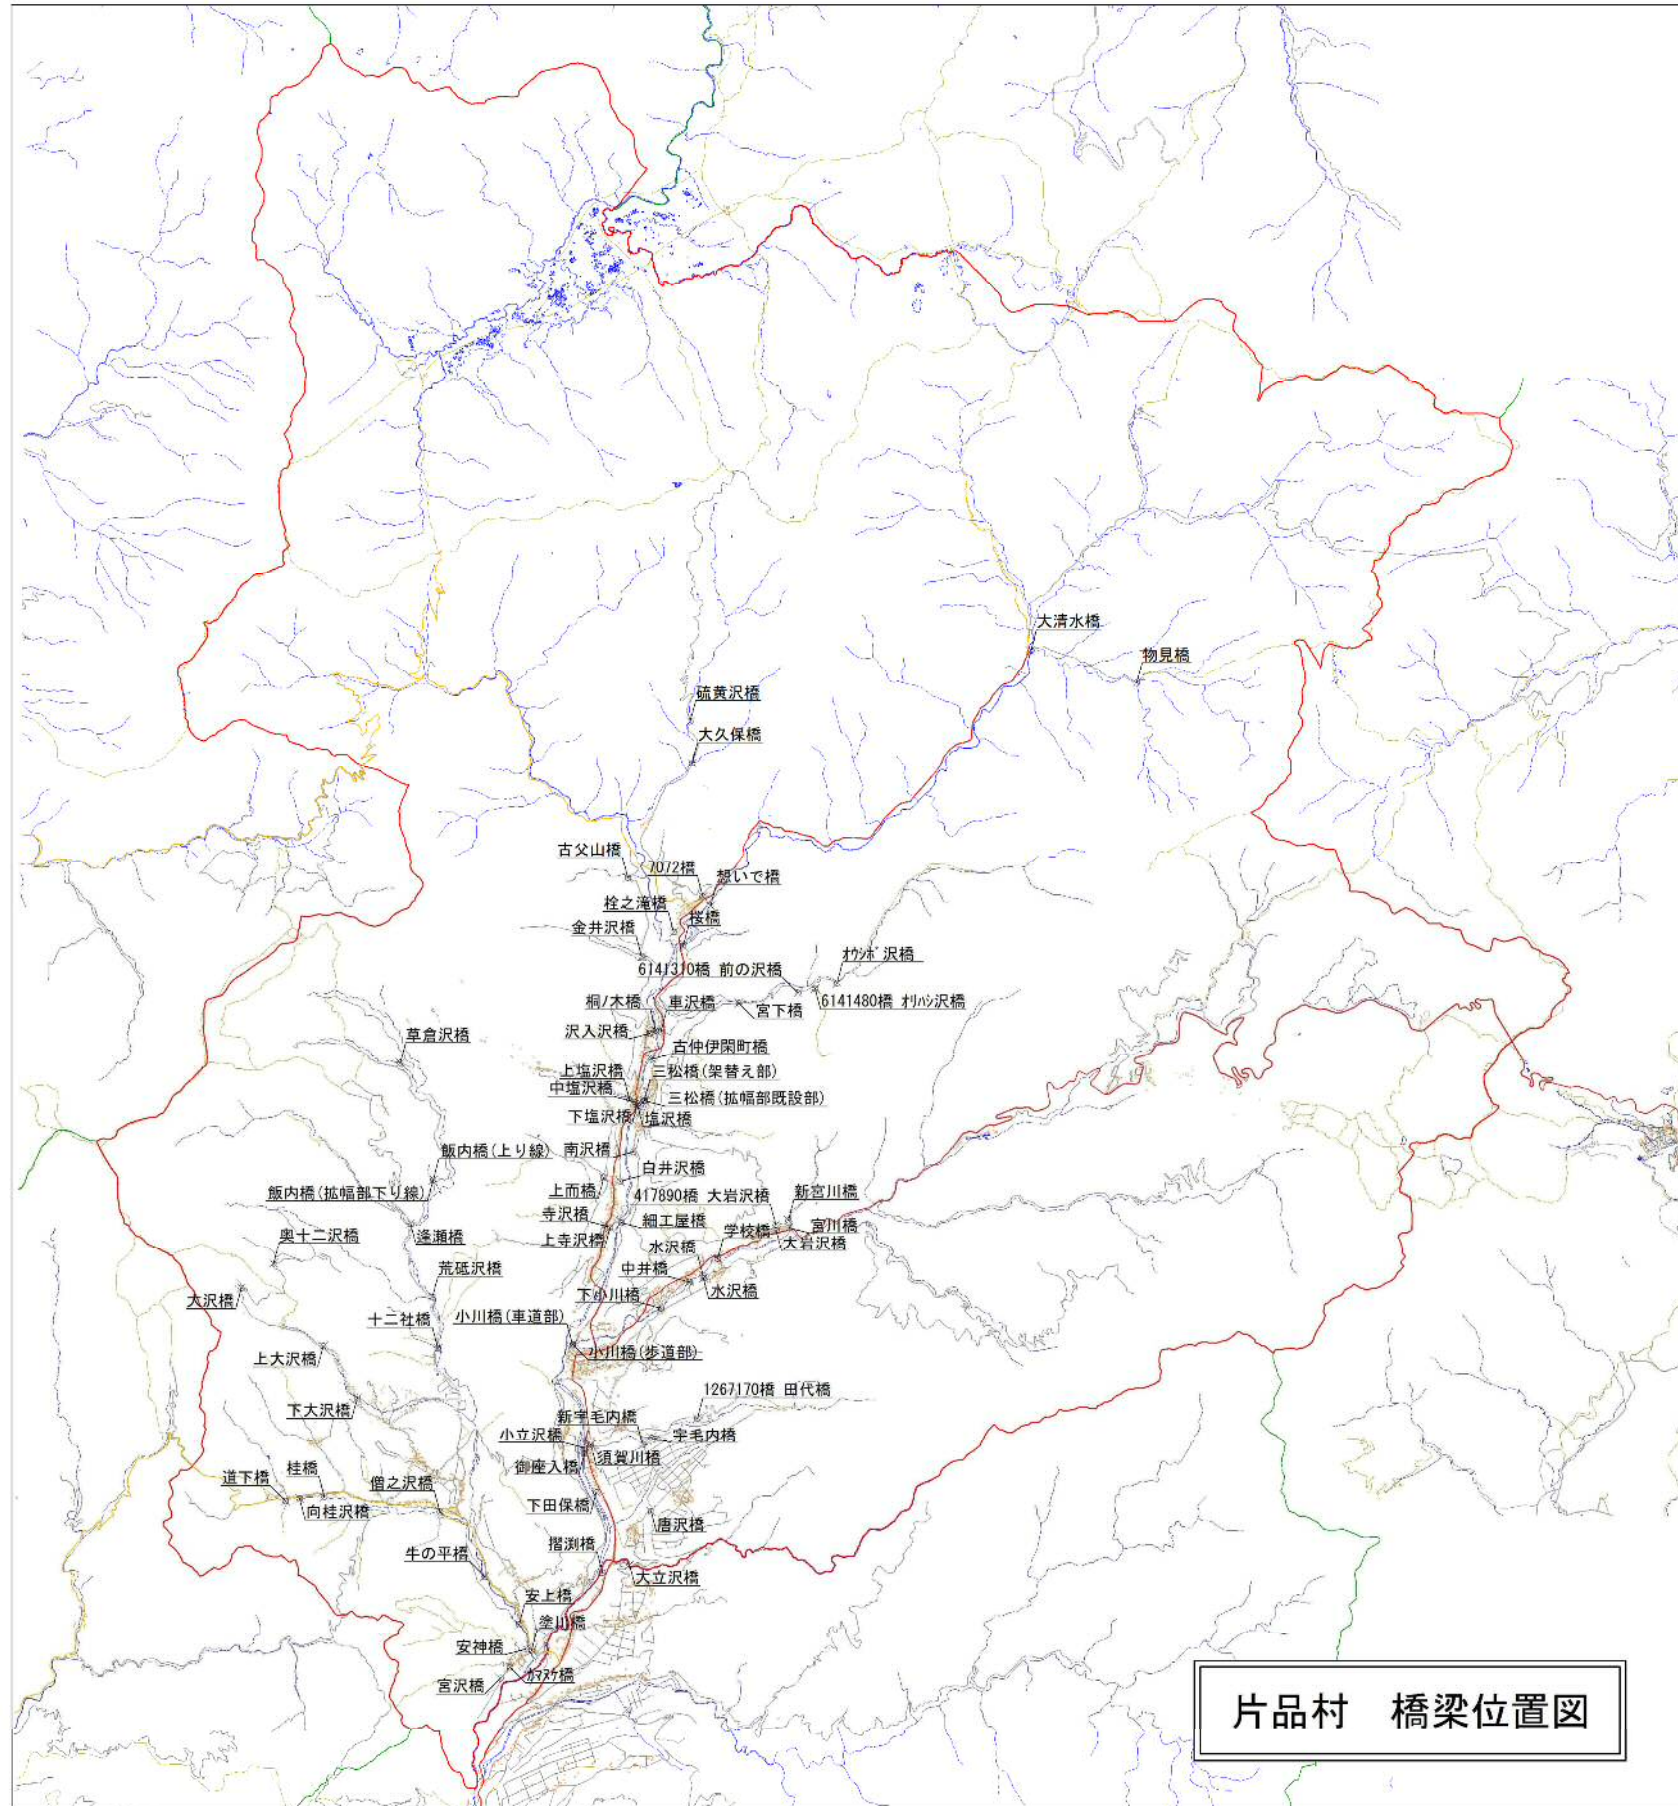 大清水橋
物見橋
硫黄沢橋
大久保橋
古父山橋
7072橋
想いで橋
栓之滝橋
桜橋
金井沢橋
6141310橋 前の沢橋
ｵｳｼﾎﾞ沢橋
桐ﾉ木橋
車沢橋
宮下橋
6141480橋 ｵﾘﾊｼ沢橋
沢入沢橋
草倉沢橋
古仲伊閑町橋
上塩沢橋
三松橋(架替え部)
中塩沢橋
三松橋(拡幅部既設部)
下塩沢橋
塩沢橋
飯内橋(上り線)
南沢橋
白井沢橋
飯内橋(拡幅部下り線)
上而橋
417890橋 大岩沢橋
新宮川橋
寺沢橋
細工屋橋
宮川橋
奥十二沢橋
逢瀬橋
上寺沢橋
学校橋
大岩沢橋
水沢橋
荒砥沢橋
中井橋
大沢橋
下小川橋
水沢橋
十二社橋
小川橋(車道部)
小川橋(歩道部)
上大沢橋
1267170橋 田代橋
下大沢橋
新宇毛内橋
小立沢橋
宇毛内橋
須賀川橋
御座入橋
道下橋
桂橋
僧之沢橋
向桂沢橋
下田保橋
唐沢橋
牛の平橋
摺渕橋
大立沢橋
安上橋
塗川橋
安神橋
宮沢橋
ｶﾏﾇｹ橋
片品村　橋梁位置図